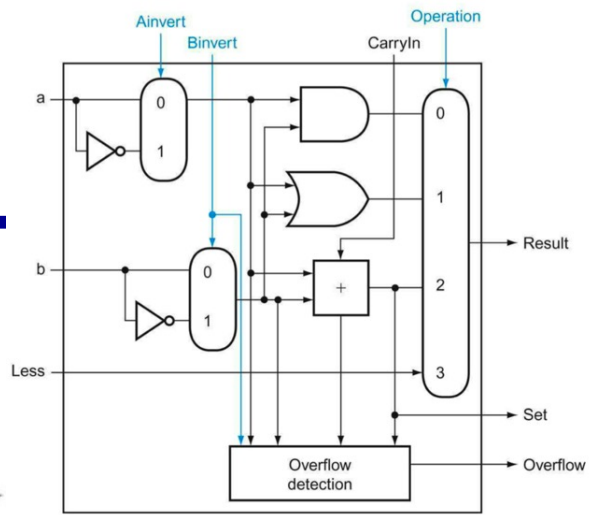 Ainvert
Binvert
CarryIn
Operation
a
0
1
0
1
b
0
1
+
2
Result
Less
3
Set
Overflow
detection
Overflow